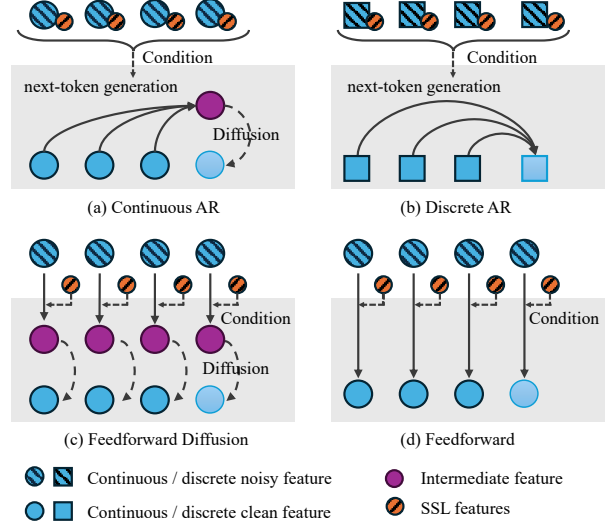 Condition
next-token generation
Diffusion
(a) Continuous AR
Condition
next-token generation
(b) Discrete AR
Condition
Diffusion
(c) Feedforward Diffusion
Condition
(d) Feedforward
Continuous / discrete noisy feature
Intermediate feature
Continuous / discrete clean feature
SSL features